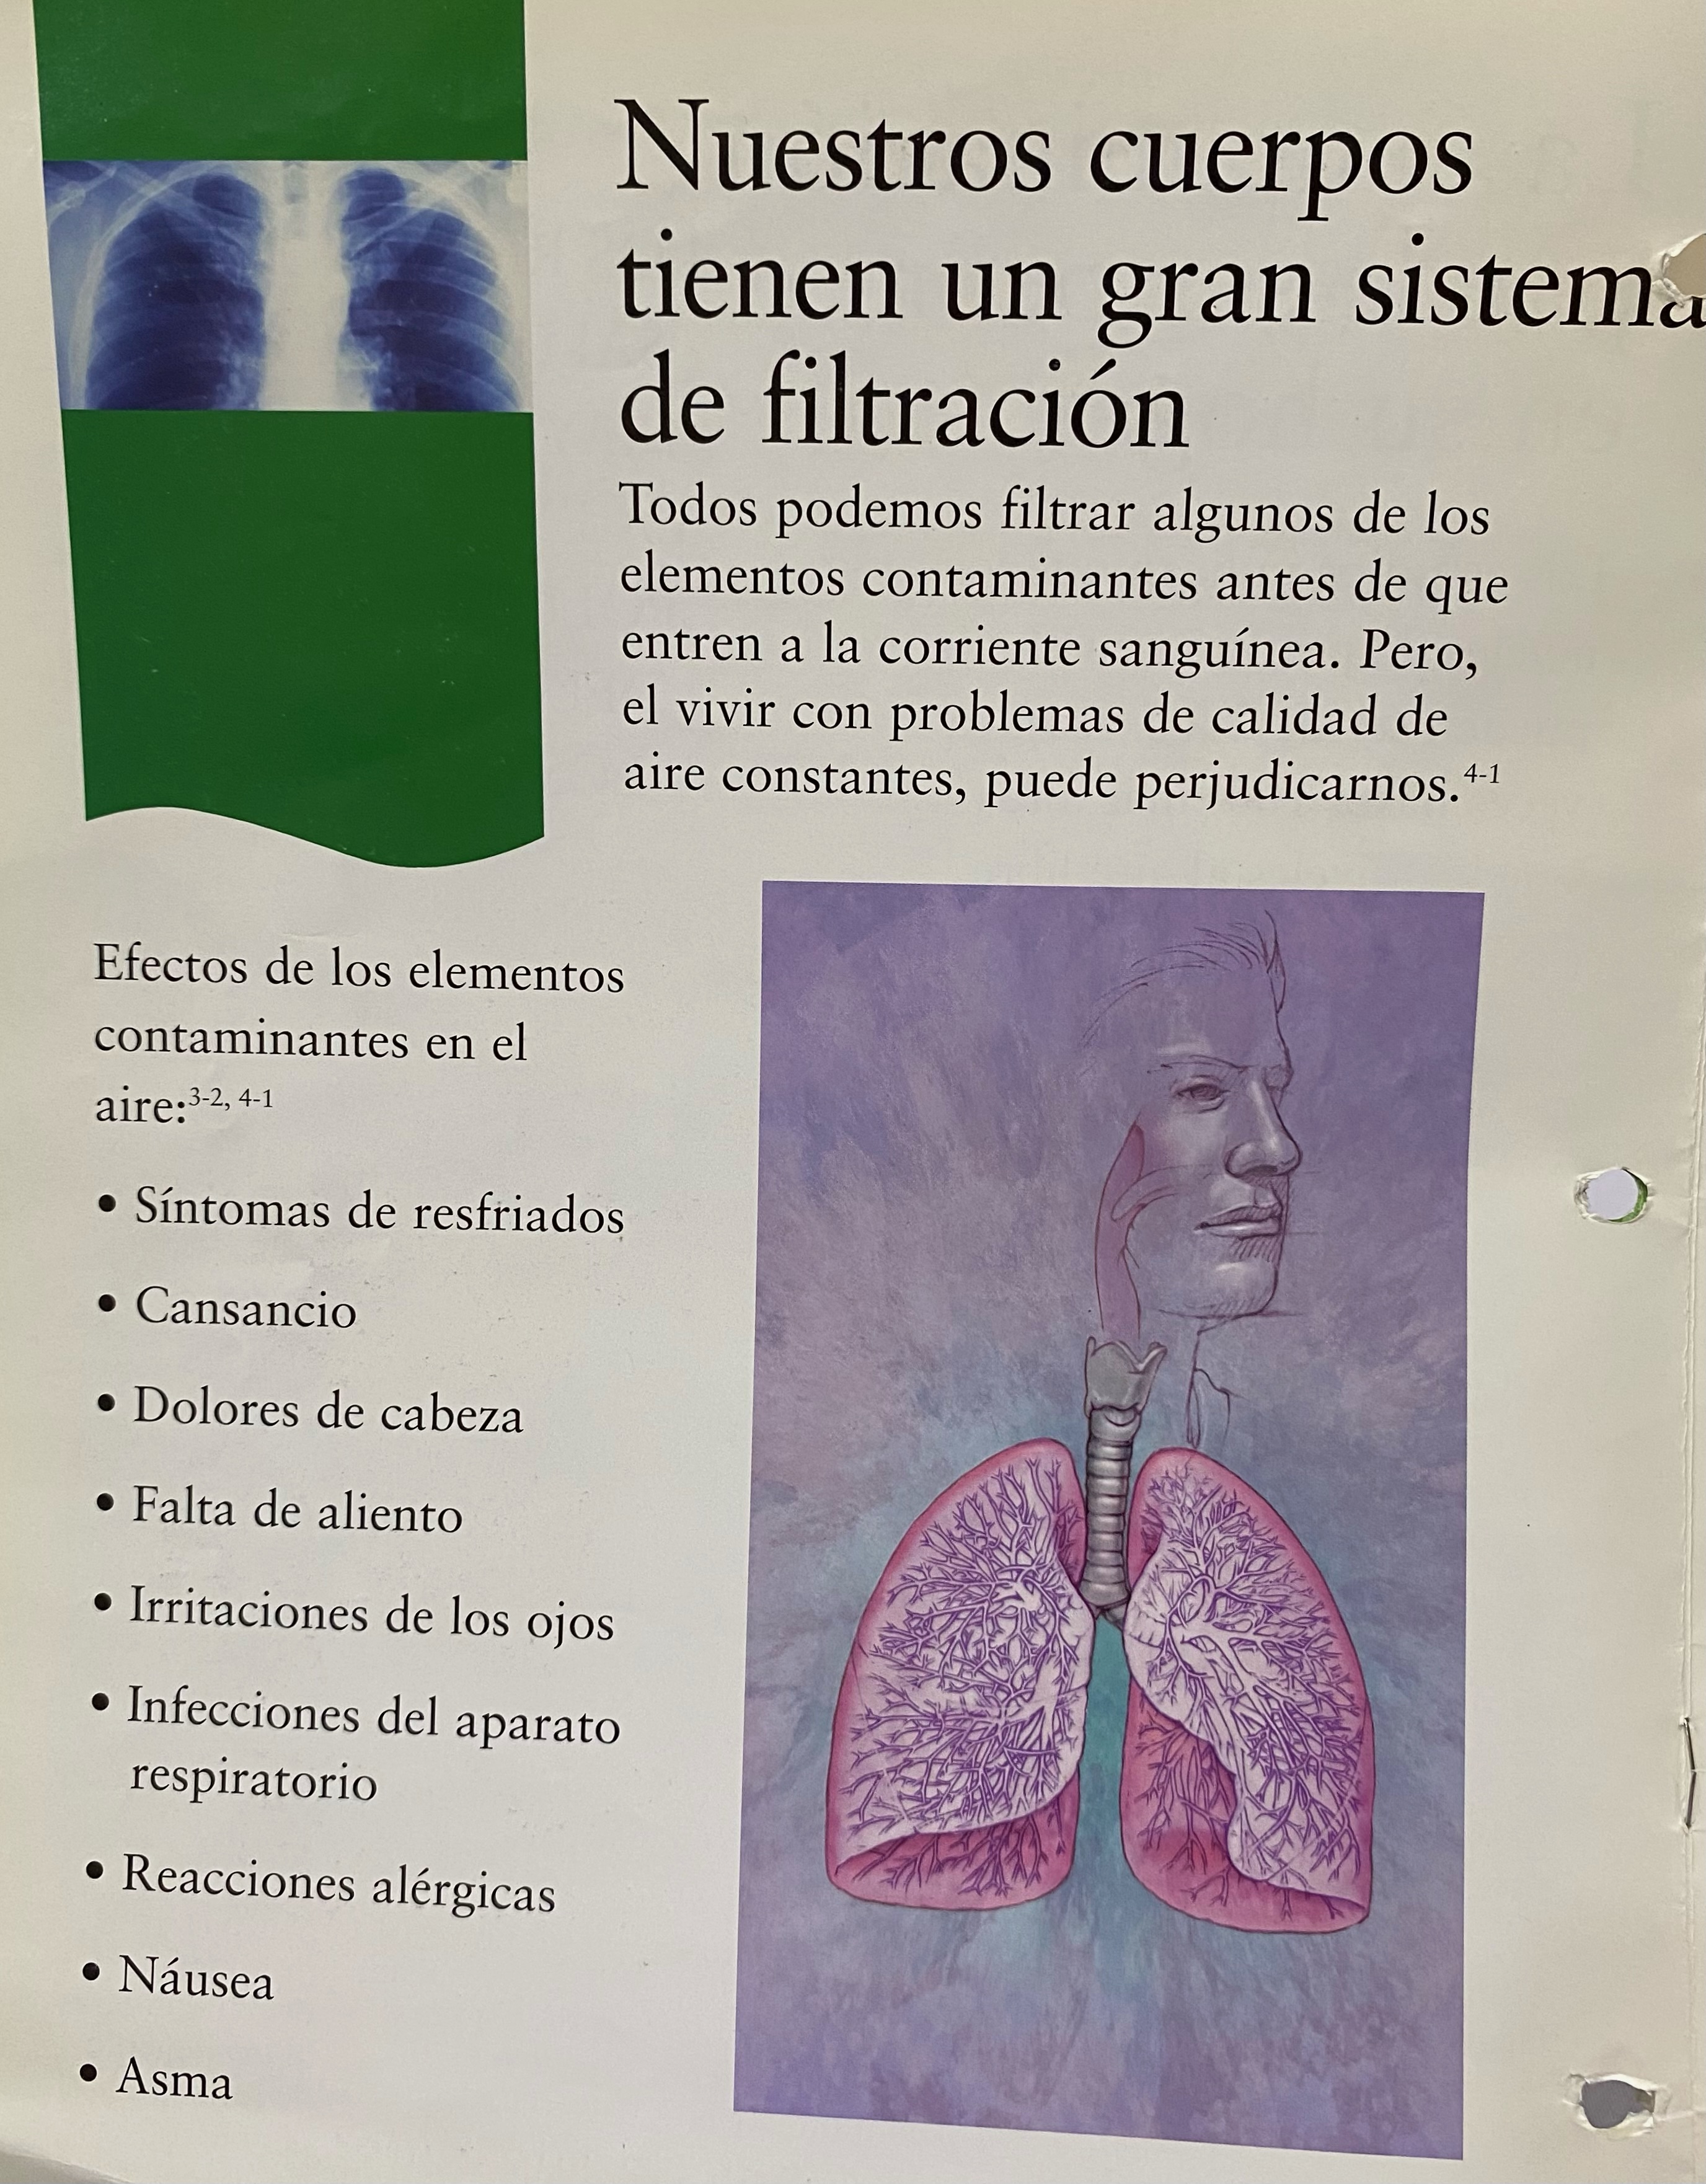 Nuestros cuerpos
tienen un gran sistema
de filtración
Todos podemos filtrar algunos de los
elementos contaminantes antes de que
entren a la corriente sanguínea. Pero,
el vivir con problemas de calidad de
aire constantes, puede perjudicarnos.4-1
Efectos de los elementos
contaminantes en el
aire:3-2, 4-1
• Síntomas de resfriados
• Cansancio
• Dolores de cabeza
• Falta de aliento
• Irritaciones de los ojos
• Infecciones del aparato
respiratorio
• Reacciones alérgicas
• Náusea
• Asma